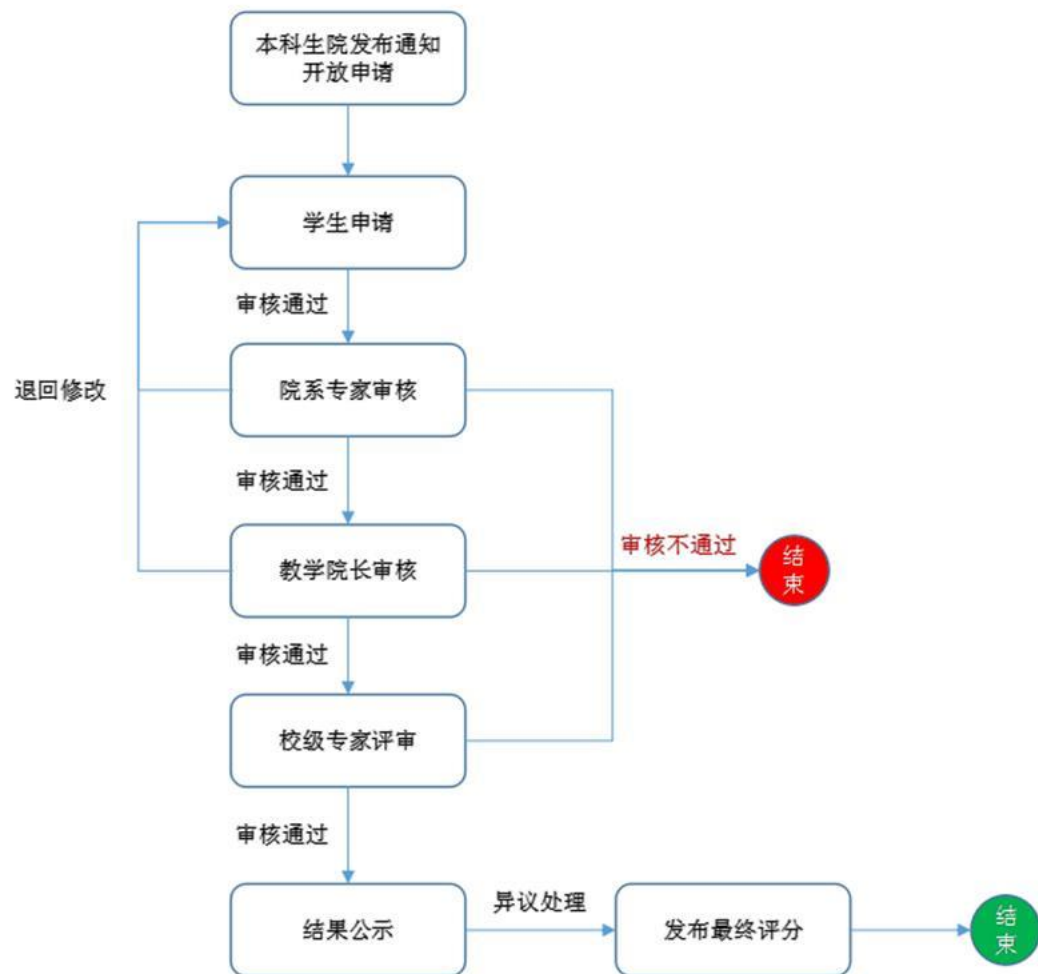 本科生院发布通知
开放申请
学生申请
审核通过
退回修改
院系专家审核
审核通过
教学院长审核
审核不通过
结
束
审核通过
校级专家评审
审核通过
结果公示
异议处理
发布最终评分
结
束